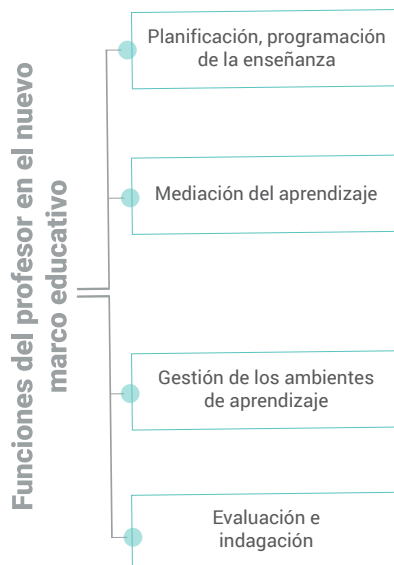 Funciones del profesor en el nuevo
marco educativo
Planificación, programación
de la enseñanza
Mediación del aprendizaje
Gestión de los ambientes
de aprendizaje
Evaluación e
indagación